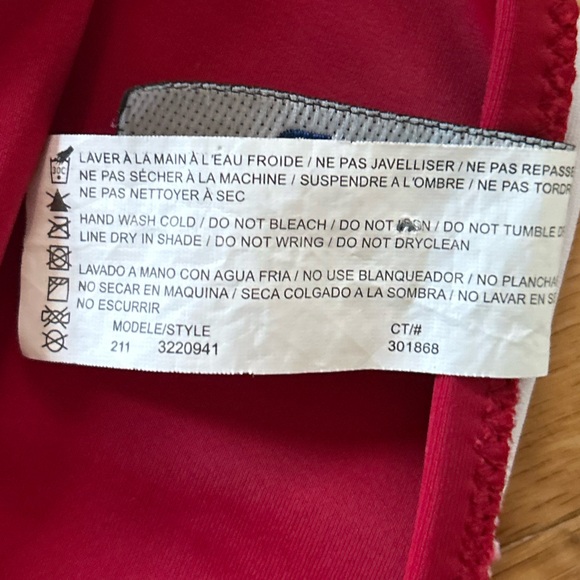 LAVER À LA MAIN À L'EAU FROIDE / NE PAS JAVELLISER / NE PAS REPASSE
NE PAS SÉCHER À LA MACHINE / SUSPENDRE A L'OMBRE / NE PAS TORDR
NE PAS NETTOYER À SEC
HAND WASH COLD / DO NOT BLEACH / DO NOT / DO NOT TUMBLE
LINE DRY IN SHADE / DO NOT WRING / DO NOT DRYCLEAN
LAVADO A MANO CON AGUA FRIA / NO USE BLANQUEADOR / NO PLANCHA
NO SECAR EN MAQUINA / SECA COLGADO A LA SOMBRA / NO LAVAR EN
NO ESCURRIR
MODELE/STYLE CT/#
211 3220941 301868